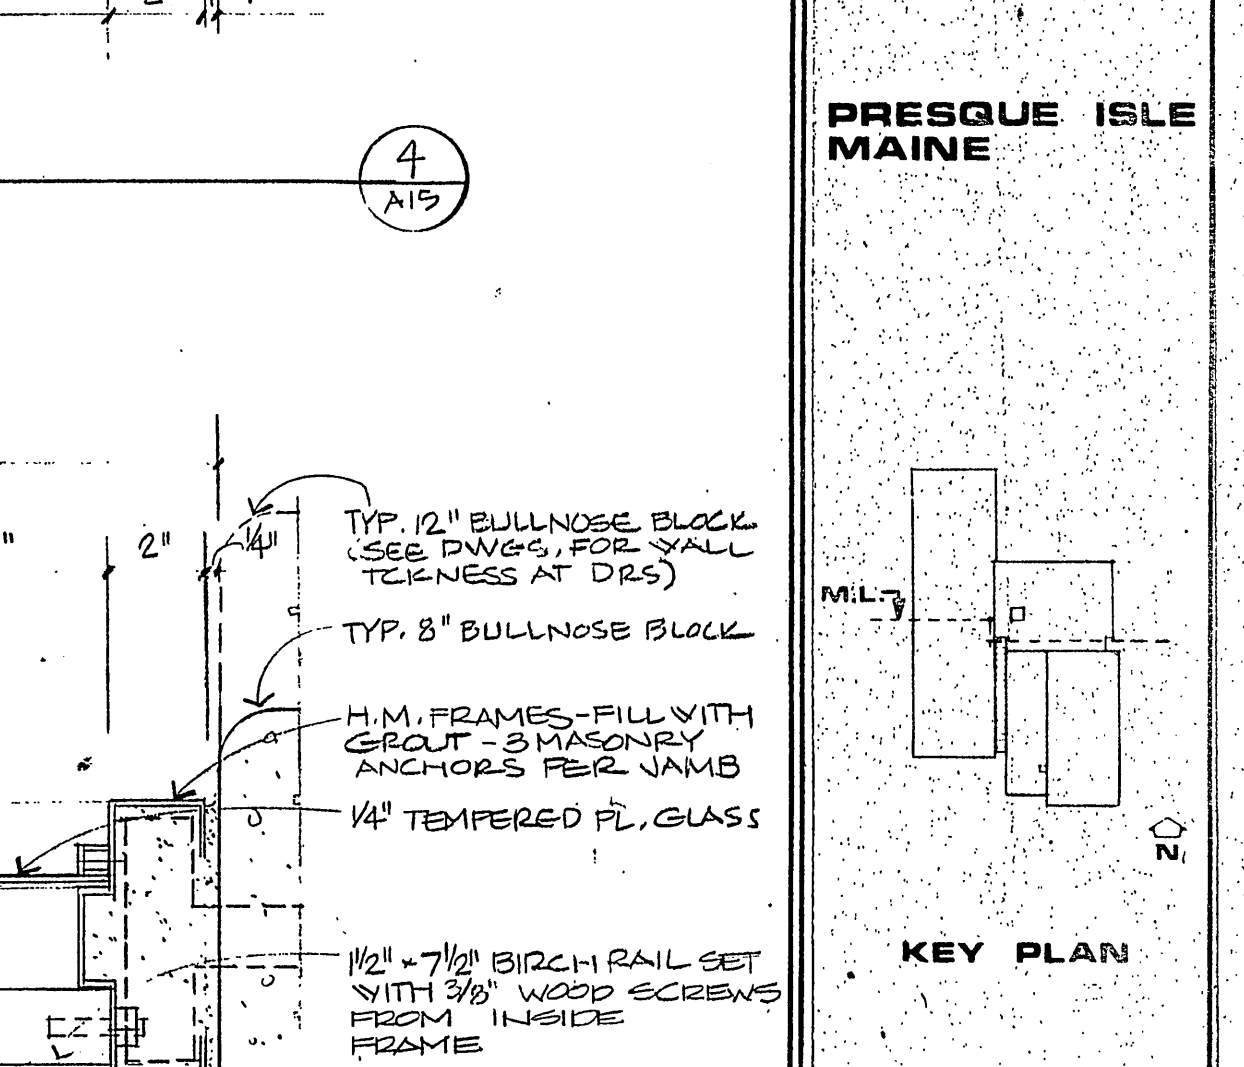 4
A15
2"
1/4"
TYP. 12" BULLNOSE BLOCK
(SEE DWGS, FOR WALL
TCKNESS AT DRS)
TYP. 8" BULLNOSE BLOCK
H.M. FRAMES-FILL WITH
GROUT - 3 MASONRY
ANCHORS PER JAMB
1/4" TEMPERED PL. GLASS
1 1/2" x 7 1/2" BIRCH RAIL SET
WITH 3/8" WOOD SCREWS
FROM INSIDE
FRAME
PRESQUE ISLE
MAINE
M.L.
N
KEY PLAN